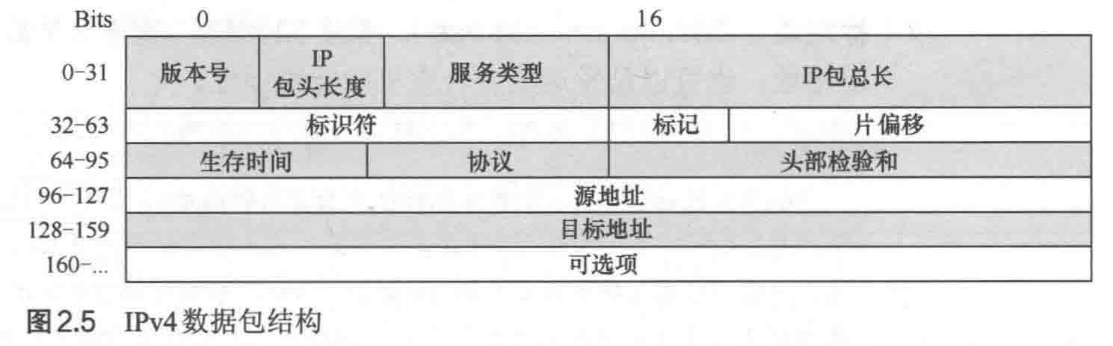 Bits 0 16
0-31 版本号 IP包头长度 服务类型 IP包总长
32-63 标识符 标记 片偏移
64-95 生存时间 协议 头部检验和
96-127 源地址
128-159 目标地址
160-... 可选项
图2.5 IPv4数据包结构